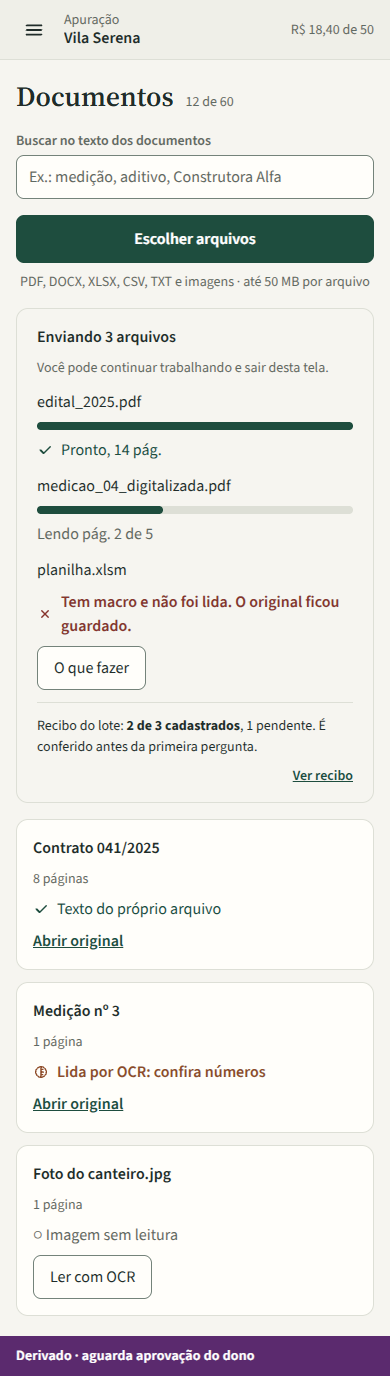 Apuração
Vila Serena
R$ 18,40 de 50
Documentos 12 de 60
Buscar no texto dos documentos
Ex.: medição, aditivo, Construtora Alfa
Escolher arquivos
PDF, DOCX, XLSX, CSV, TXT e imagens · até 50 MB por arquivo
Enviando 3 arquivos
Você pode continuar trabalhando e sair desta tela.
edital_2025.pdf
Pronto, 14 pág.
medicao_04_digitalizada.pdf
Lendo pág. 2 de 5
planilha.xlsm
Tem macro e não foi lida. O original ficou
guardado.
O que fazer
Recibo do lote: 2 de 3 cadastrados, 1 pendente. É
conferido antes da primeira pergunta.
Ver recibo
Contrato 041/2025
8 páginas
Texto do próprio arquivo
Abrir original
Medição nº 3
1 página
Lida por OCR: confira números
Abrir original
Foto do canteiro.jpg
1 página
Imagem sem leitura
Ler com OCR
Derivado · aguarda aprovação do dono